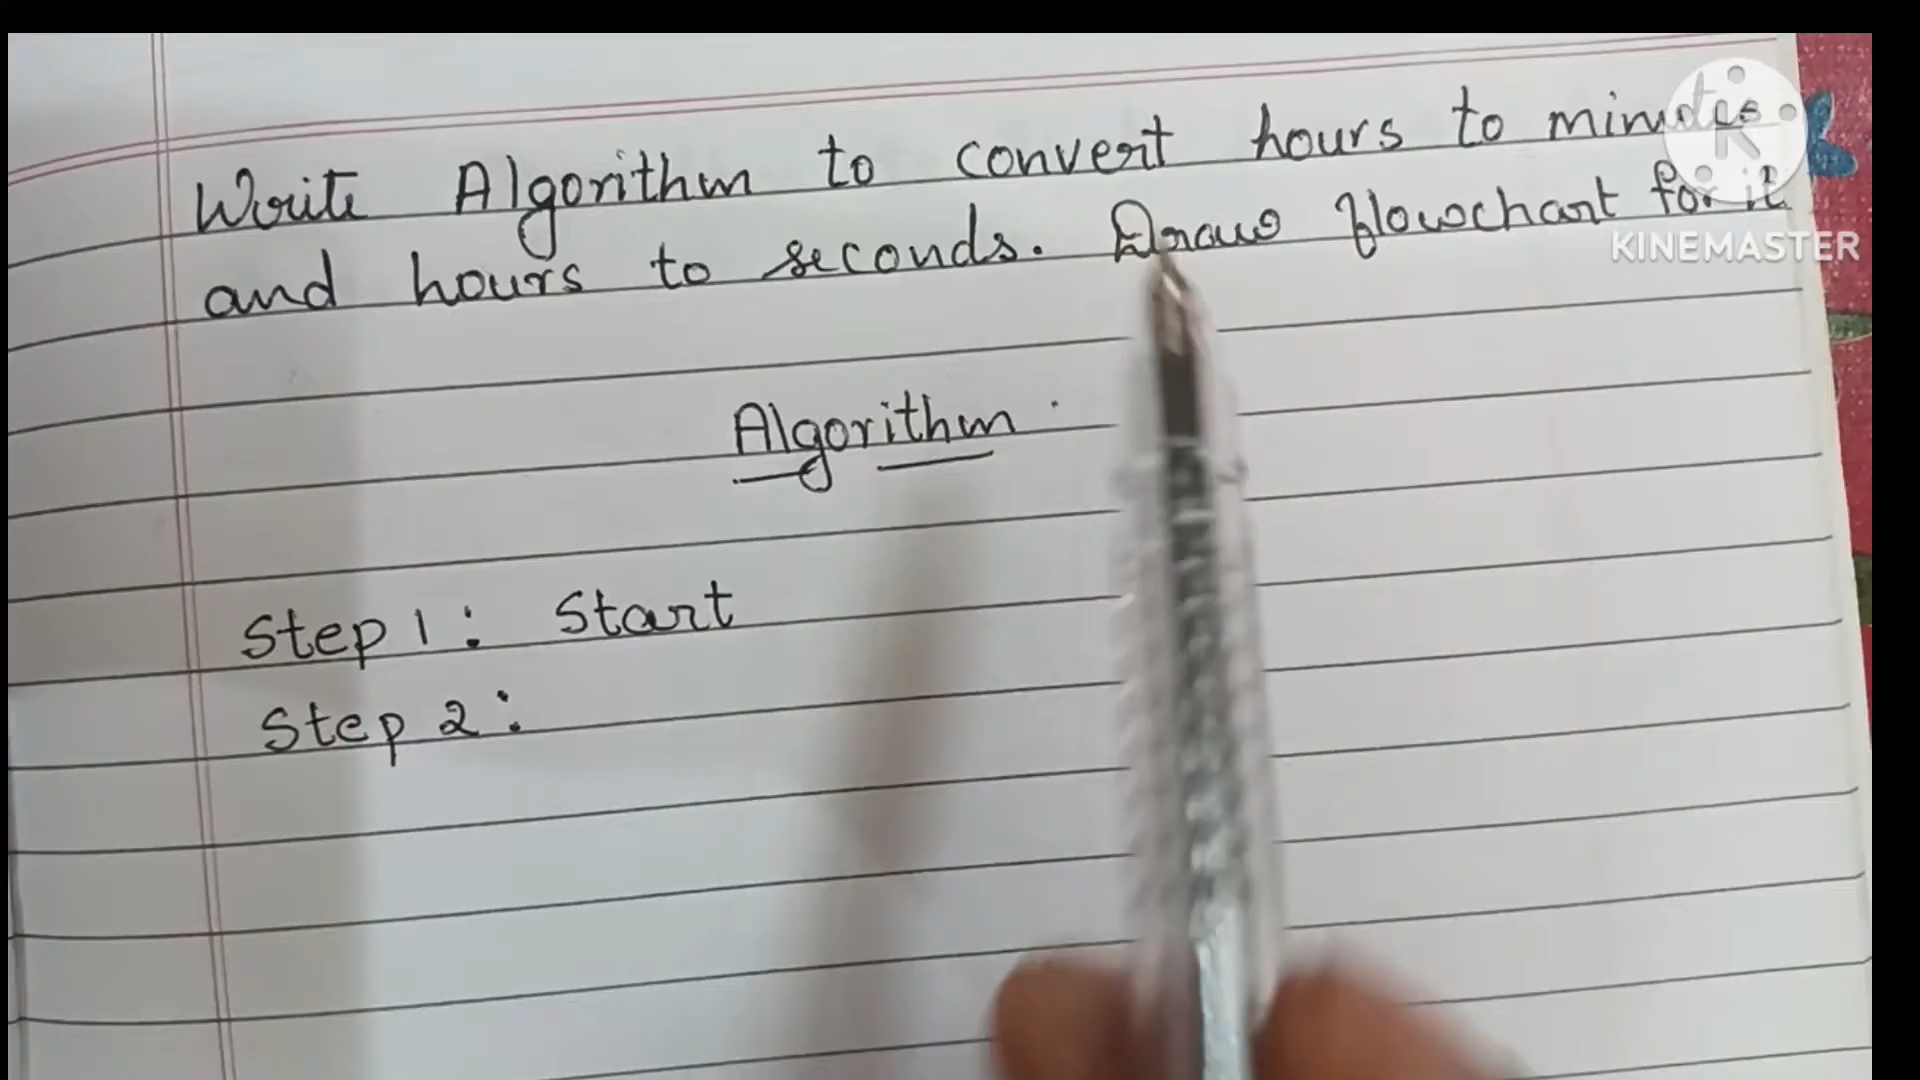 Write Algorithm to convert hours to minutes
and hours to seconds. Draw flowchart for it
KINEMASTER
Algorithm
Step 1: Start
Step 2: